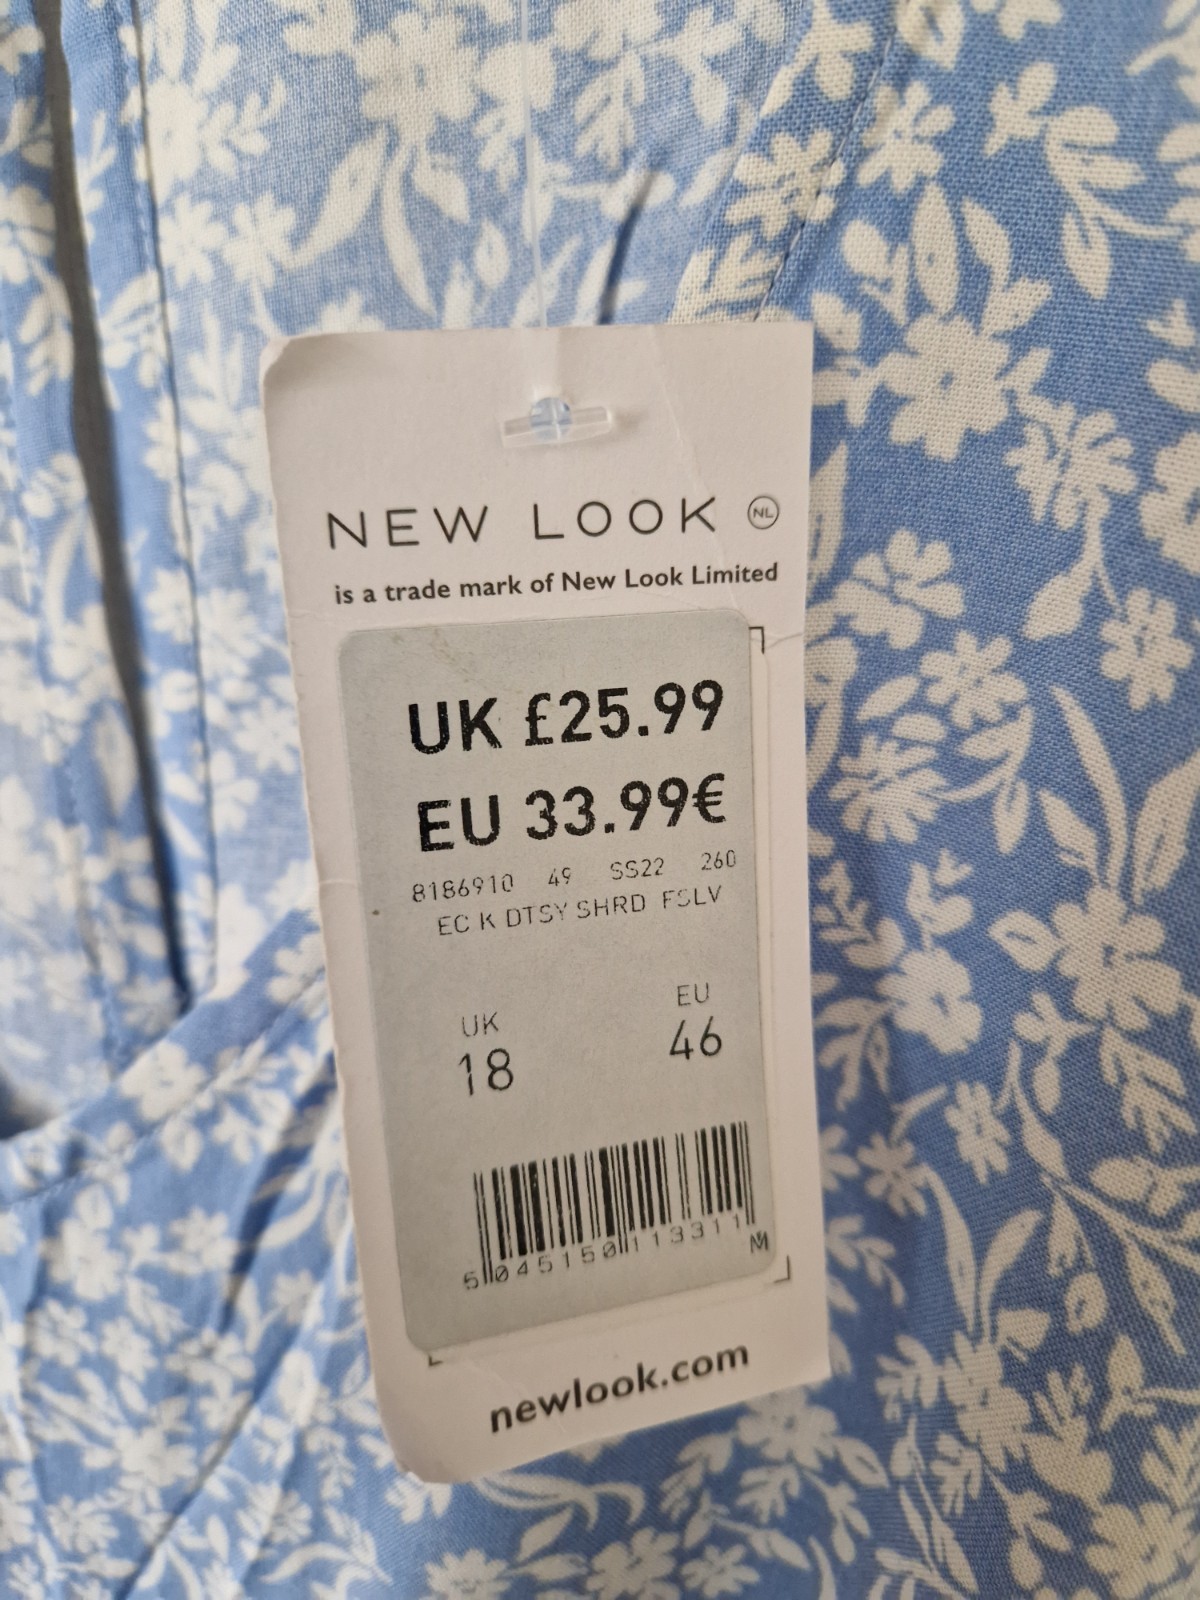 NEW LOOK NL
is a trade mark of New Look Limited
UK £25.99
EU 33.99€
8186910 49 SS22 260
EC K DTSY SHRD FSLV
UK EU
18 46
5 045150 113311 M
newlook.com